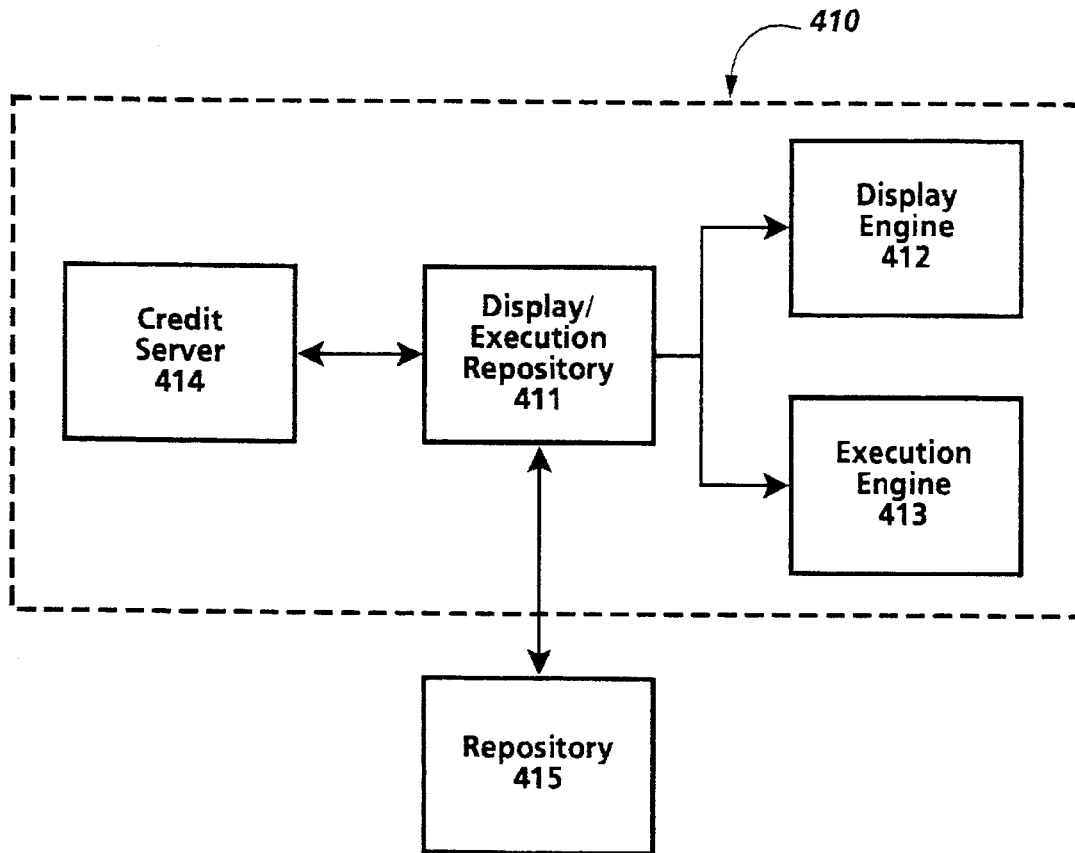 410
Display
Engine
412
Credit
Server
414
Display/
Execution
Repository
411
Execution
Engine
413
Repository
415